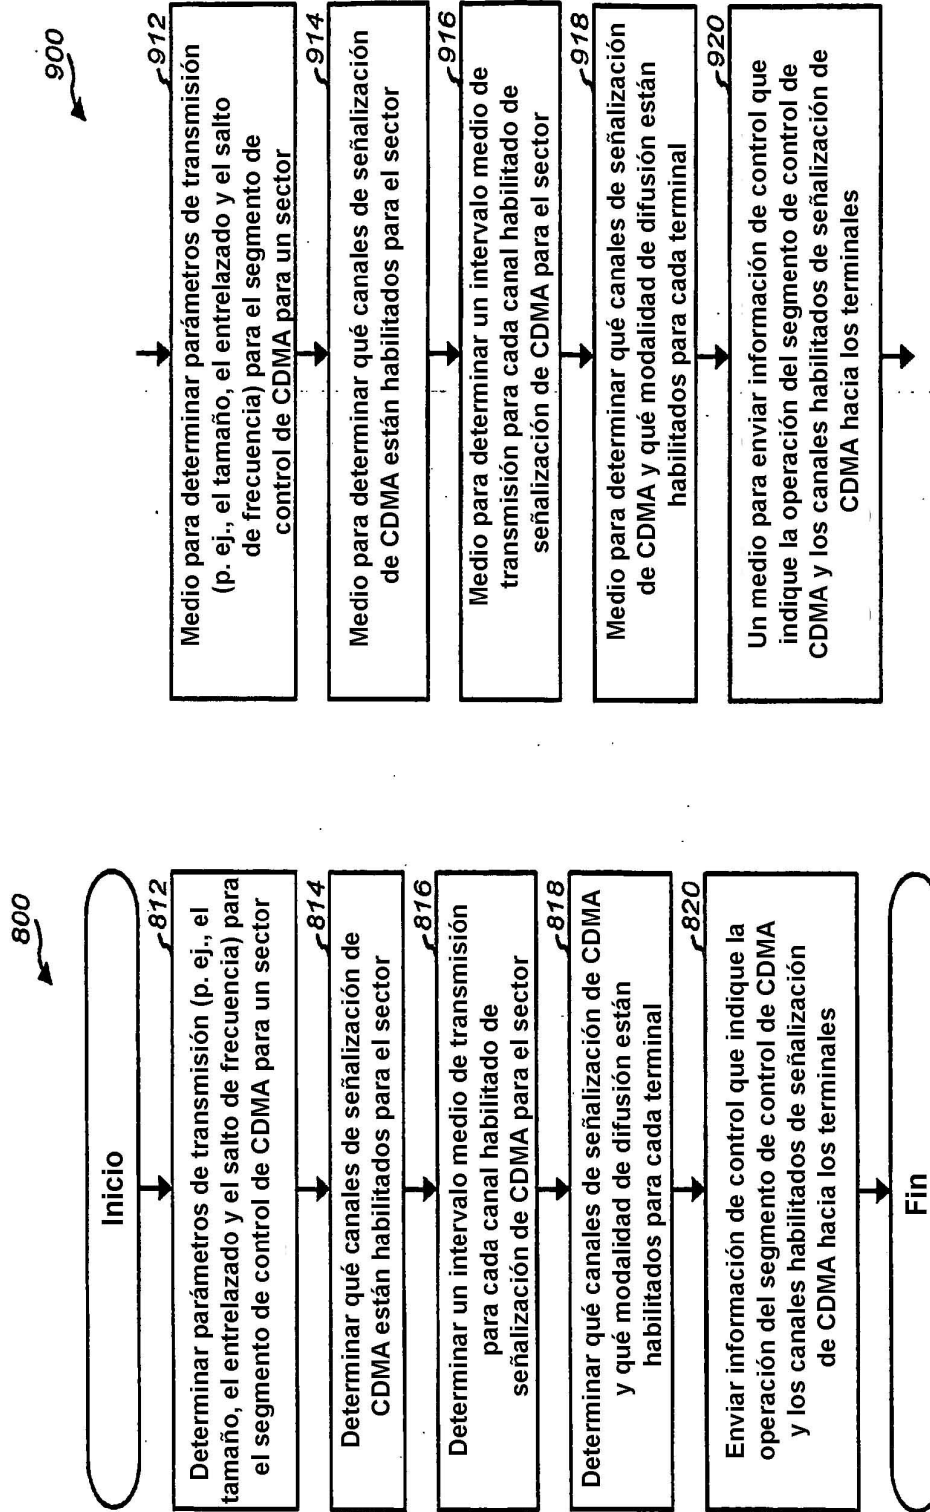 800
Inicio
812
Determinar parámetros de transmisión (p. ej., el
tamaño, el entrelazado y el salto de frecuencia) para
el segmento de control de CDMA para un sector
814
Determinar qué canales de señalización de
CDMA están habilitados para el sector
816
Determinar un intervalo medio de transmisión
para cada canal habilitado de
señalización de CDMA para el sector
818
Determinar qué canales de señalización de CDMA
y qué modalidad de difusión están
habilitados para cada terminal
820
Enviar información de control que indique la
operación del segmento de control de CDMA
y los canales habilitados de señalización
de CDMA hacia los terminales
Fin
900
912
Medio para determinar parámetros de transmisión
(p. ej., el tamaño, el entrelazado y el salto
de frecuencia) para el segmento de
control de CDMA para un sector
914
Medio para determinar qué canales de señalización
de CDMA están habilitados para el sector
916
Medio para determinar un intervalo medio de
transmisión para cada canal habilitado de
señalización de CDMA para el sector
918
Medio para determinar qué canales de señalización
de CDMA y qué modalidad de difusión están
habilitados para cada terminal
920
Un medio para enviar información de control que
indique la operación del segmento de control de
CDMA y los canales habilitados de señalización de
CDMA hacia los terminales